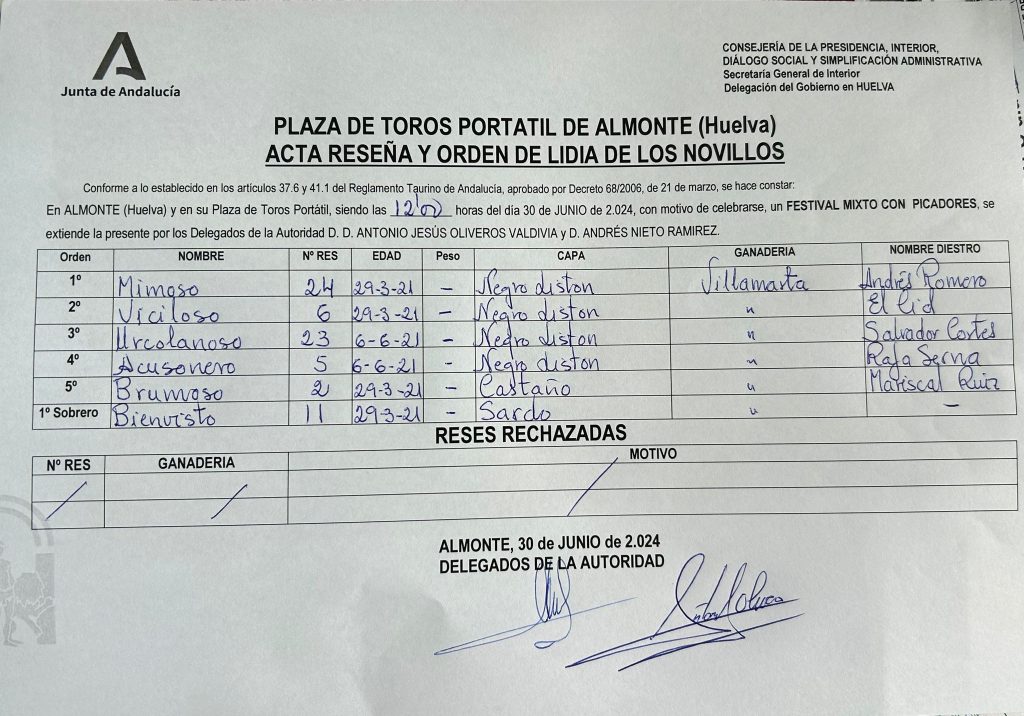 Junta de Andalucía
CONSEJERÍA DE LA PRESIDENCIA, INTERIOR,
DIÁLOGO SOCIAL Y SIMPLIFICACIÓN ADMINISTRATIVA
Secretaría General de Interior
Delegación del Gobierno en HUELVA
PLAZA DE TOROS PORTATIL DE ALMONTE (Huelva)
ACTA RESEÑA Y ORDEN DE LIDIA DE LOS NOVILLOS
Conforme a lo establecido en los artículos 37.6 y 41.1 del Reglamento Taurino de Andalucía, aprobado por Decreto 68/2006, de 21 de marzo, se hace constar:
En ALMONTE (Huelva) y en su Plaza de Toros Portátil, siendo las 12'00 horas del día 30 de JUNIO de 2.024, con motivo de celebrarse, un FESTIVAL MIXTO CON PICADORES, se
extiende la presente por los Delegados de la Autoridad D. D. ANTONIO JESÚS OLIVEROS VALDIVIA y D. ANDRÉS NIETO RAMIREZ.
Orden NOMBRE Nº RES EDAD Peso CAPA GANADERIA NOMBRE DIESTRO
1º Mimoso 24 29-3-21 - Negro liston Villamarta Andrés Romero
2º Viciloso 6 29-3-21 - Negro liston " El Cid
3º Urcolanoso 23 6-6-21 - Negro liston " Salvador Cortes
4º Acusonero 5 6-6-21 - Negro liston " Rafa Serna
5º Brumoso 2 29-3-21 - Castaño " Mariscal Ruiz
1º Sobrero Bienvisto 11 29-3-21 - Sardo " -
RESES RECHAZADAS
Nº RES GANADERIA MOTIVO
/ / /
ALMONTE, 30 de JUNIO de 2.024
DELEGADOS DE LA AUTORIDAD